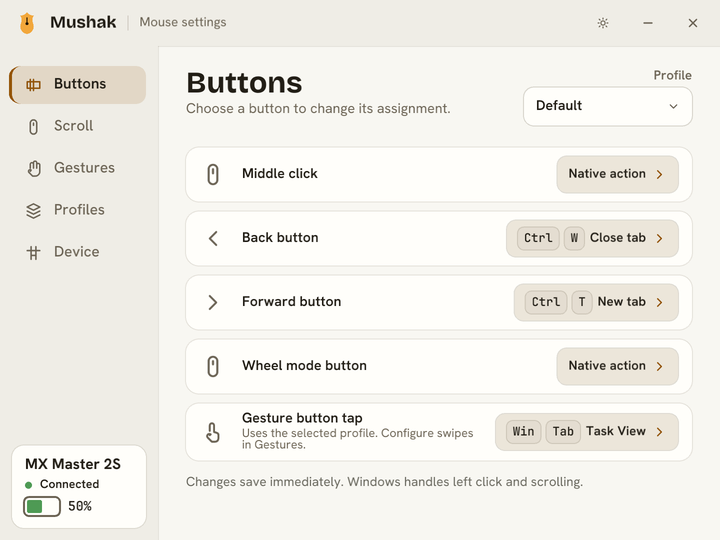 Mushak
Mouse settings
Buttons
Scroll
Gestures
Profiles
Device
MX Master 2S
Connected
50%
Buttons
Choose a button to change its assignment.
Profile
Default
Middle click
Native action
Back button
Ctrl W Close tab
Forward button
Ctrl T New tab
Wheel mode button
Native action
Gesture button tap
Uses the selected profile. Configure swipes
in Gestures.
Win Tab Task View
Changes save immediately. Windows handles left click and scrolling.